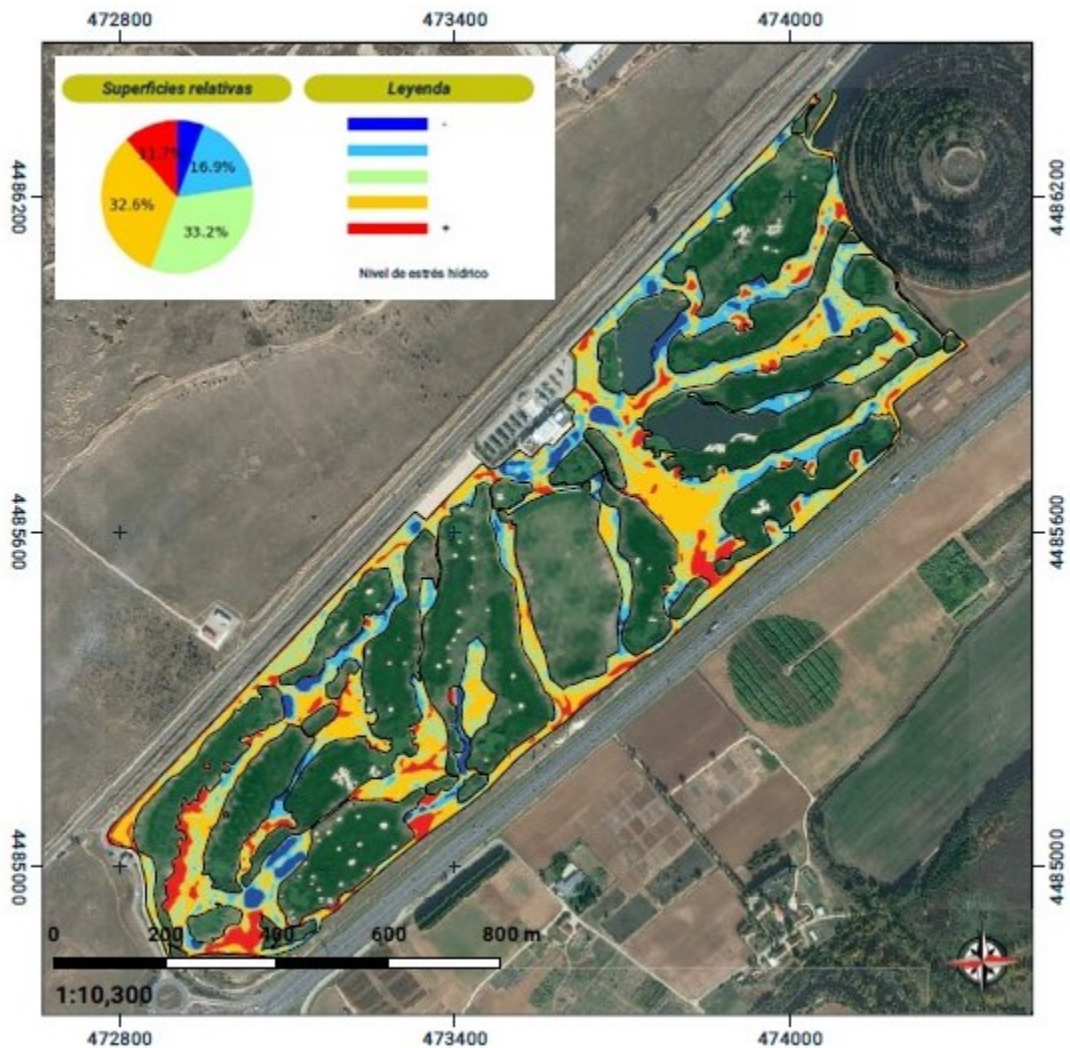 472800 473400 474000
Superficies relativas
Leyenda
11.7%
16.9%
32.6%
33.2%
-
+
Nivel de estrés hídrico
4486200 4486200
4485600 4485600
4485000 4485000
0 200 400 600 800 m
1:10,300
472800 473400 474000